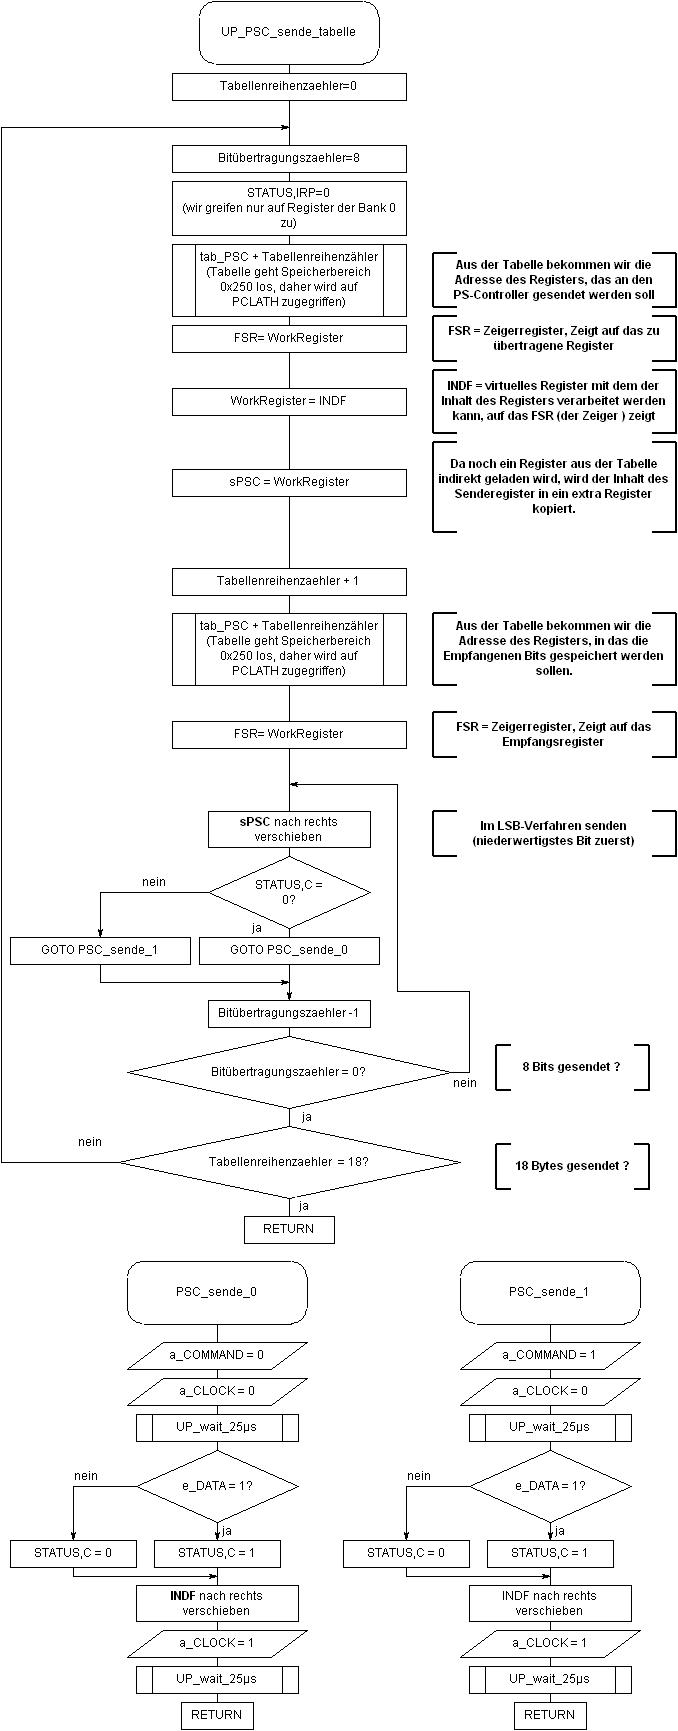 UP_PSC_sende_tabelle
Tabellenreihenzaehler=0
Bitübertragungszaehler=8
STATUS,IRP=0
(wir greifen nur auf Register der Bank 0
zu)
tab_PSC + Tabellenreihenzähler
(Tabelle geht Speicherbereich
0x250 los, daher wird auf
PCLATH zugegriffen)
Aus der Tabelle bekommen wir die
Adresse des Registers, das an den
PS-Controller gesendet werden soll
FSR= WorkRegister
FSR = Zeigerregister, Zeigt auf das zu
übertragene Register
WorkRegister = INDF
INDF = virtuelles Register mit dem der
Inhalt des Registers verarbeitet werden
kann, auf das FSR (der Zeiger ) zeigt
sPSC = WorkRegister
Da noch ein Register aus der Tabelle
indirekt geladen wird, wird der Inhalt des
Senderegister in ein extra Register
kopiert.
Tabellenreihenzaehler + 1
tab_PSC + Tabellenreihenzähler
(Tabelle geht Speicherbereich
0x250 los, daher wird auf
PCLATH zugegriffen)
Aus der Tabelle bekommen wir die
Adresse des Registers, in das die
Empfangenen Bits gespeichert werden
sollen.
FSR= WorkRegister
FSR = Zeigerregister, Zeigt auf das
Empfangsregister
sPSC nach rechts
verschieben
Im LSB-Verfahren senden
(niederwertigstes Bit zuerst)
STATUS,C =
0?
nein
ja
GOTO PSC_sende_1
GOTO PSC_sende_0
Bitübertragungszaehler -1
Bitübertragungszaehler = 0?
nein
ja
8 Bits gesendet ?
nein
Tabellenreihenzaehler = 18?
ja
18 Bytes gesendet ?
RETURN
PSC_sende_0
a_COMMAND = 0
a_CLOCK = 0
UP_wait_25µs
e_DATA = 1?
nein
ja
STATUS,C = 0
STATUS,C = 1
INDF nach rechts
verschieben
a_CLOCK = 1
UP_wait_25µs
RETURN
PSC_sende_1
a_COMMAND = 1
a_CLOCK = 0
UP_wait_25µs
e_DATA = 1?
nein
ja
STATUS,C = 0
STATUS,C = 1
INDF nach rechts
verschieben
a_CLOCK = 1
UP_wait_25µs
RETURN